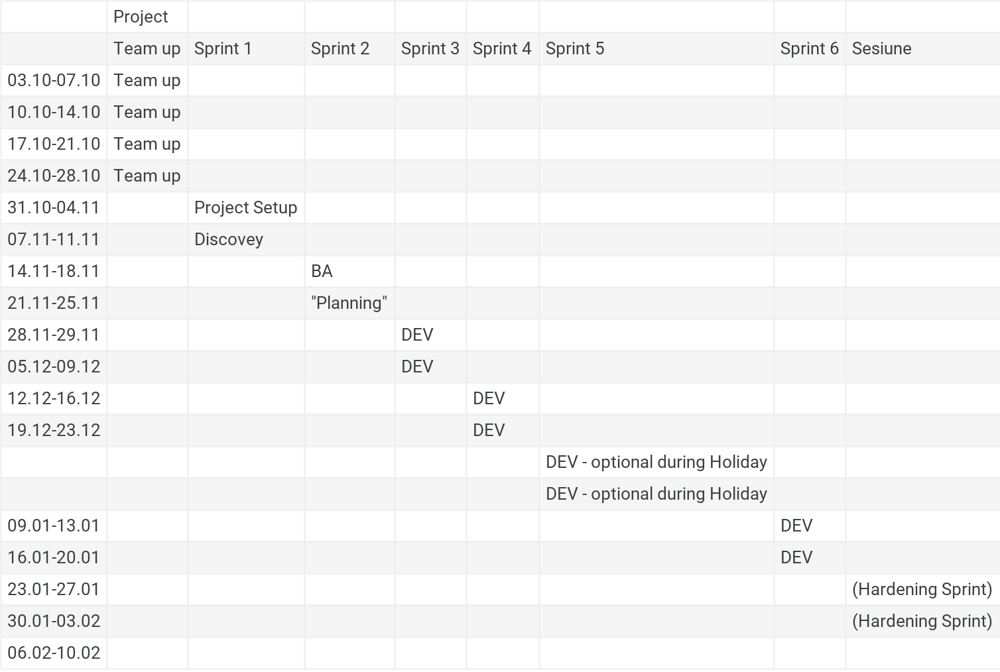 Project
Team up Sprint 1 Sprint 2 Sprint 3 Sprint 4 Sprint 5 Sprint 6 Sesiune
03.10-07.10 Team up
10.10-14.10 Team up
17.10-21.10 Team up
24.10-28.10 Team up
31.10-04.11 Project Setup
07.11-11.11 Discovey
14.11-18.11 BA
21.11-25.11 "Planning"
28.11-29.11 DEV
05.12-09.12 DEV
12.12-16.12 DEV
19.12-23.12 DEV
DEV - optional during Holiday
DEV - optional during Holiday
09.01-13.01 DEV
16.01-20.01 DEV
23.01-27.01 (Hardening Sprint)
30.01-03.02 (Hardening Sprint)
06.02-10.02